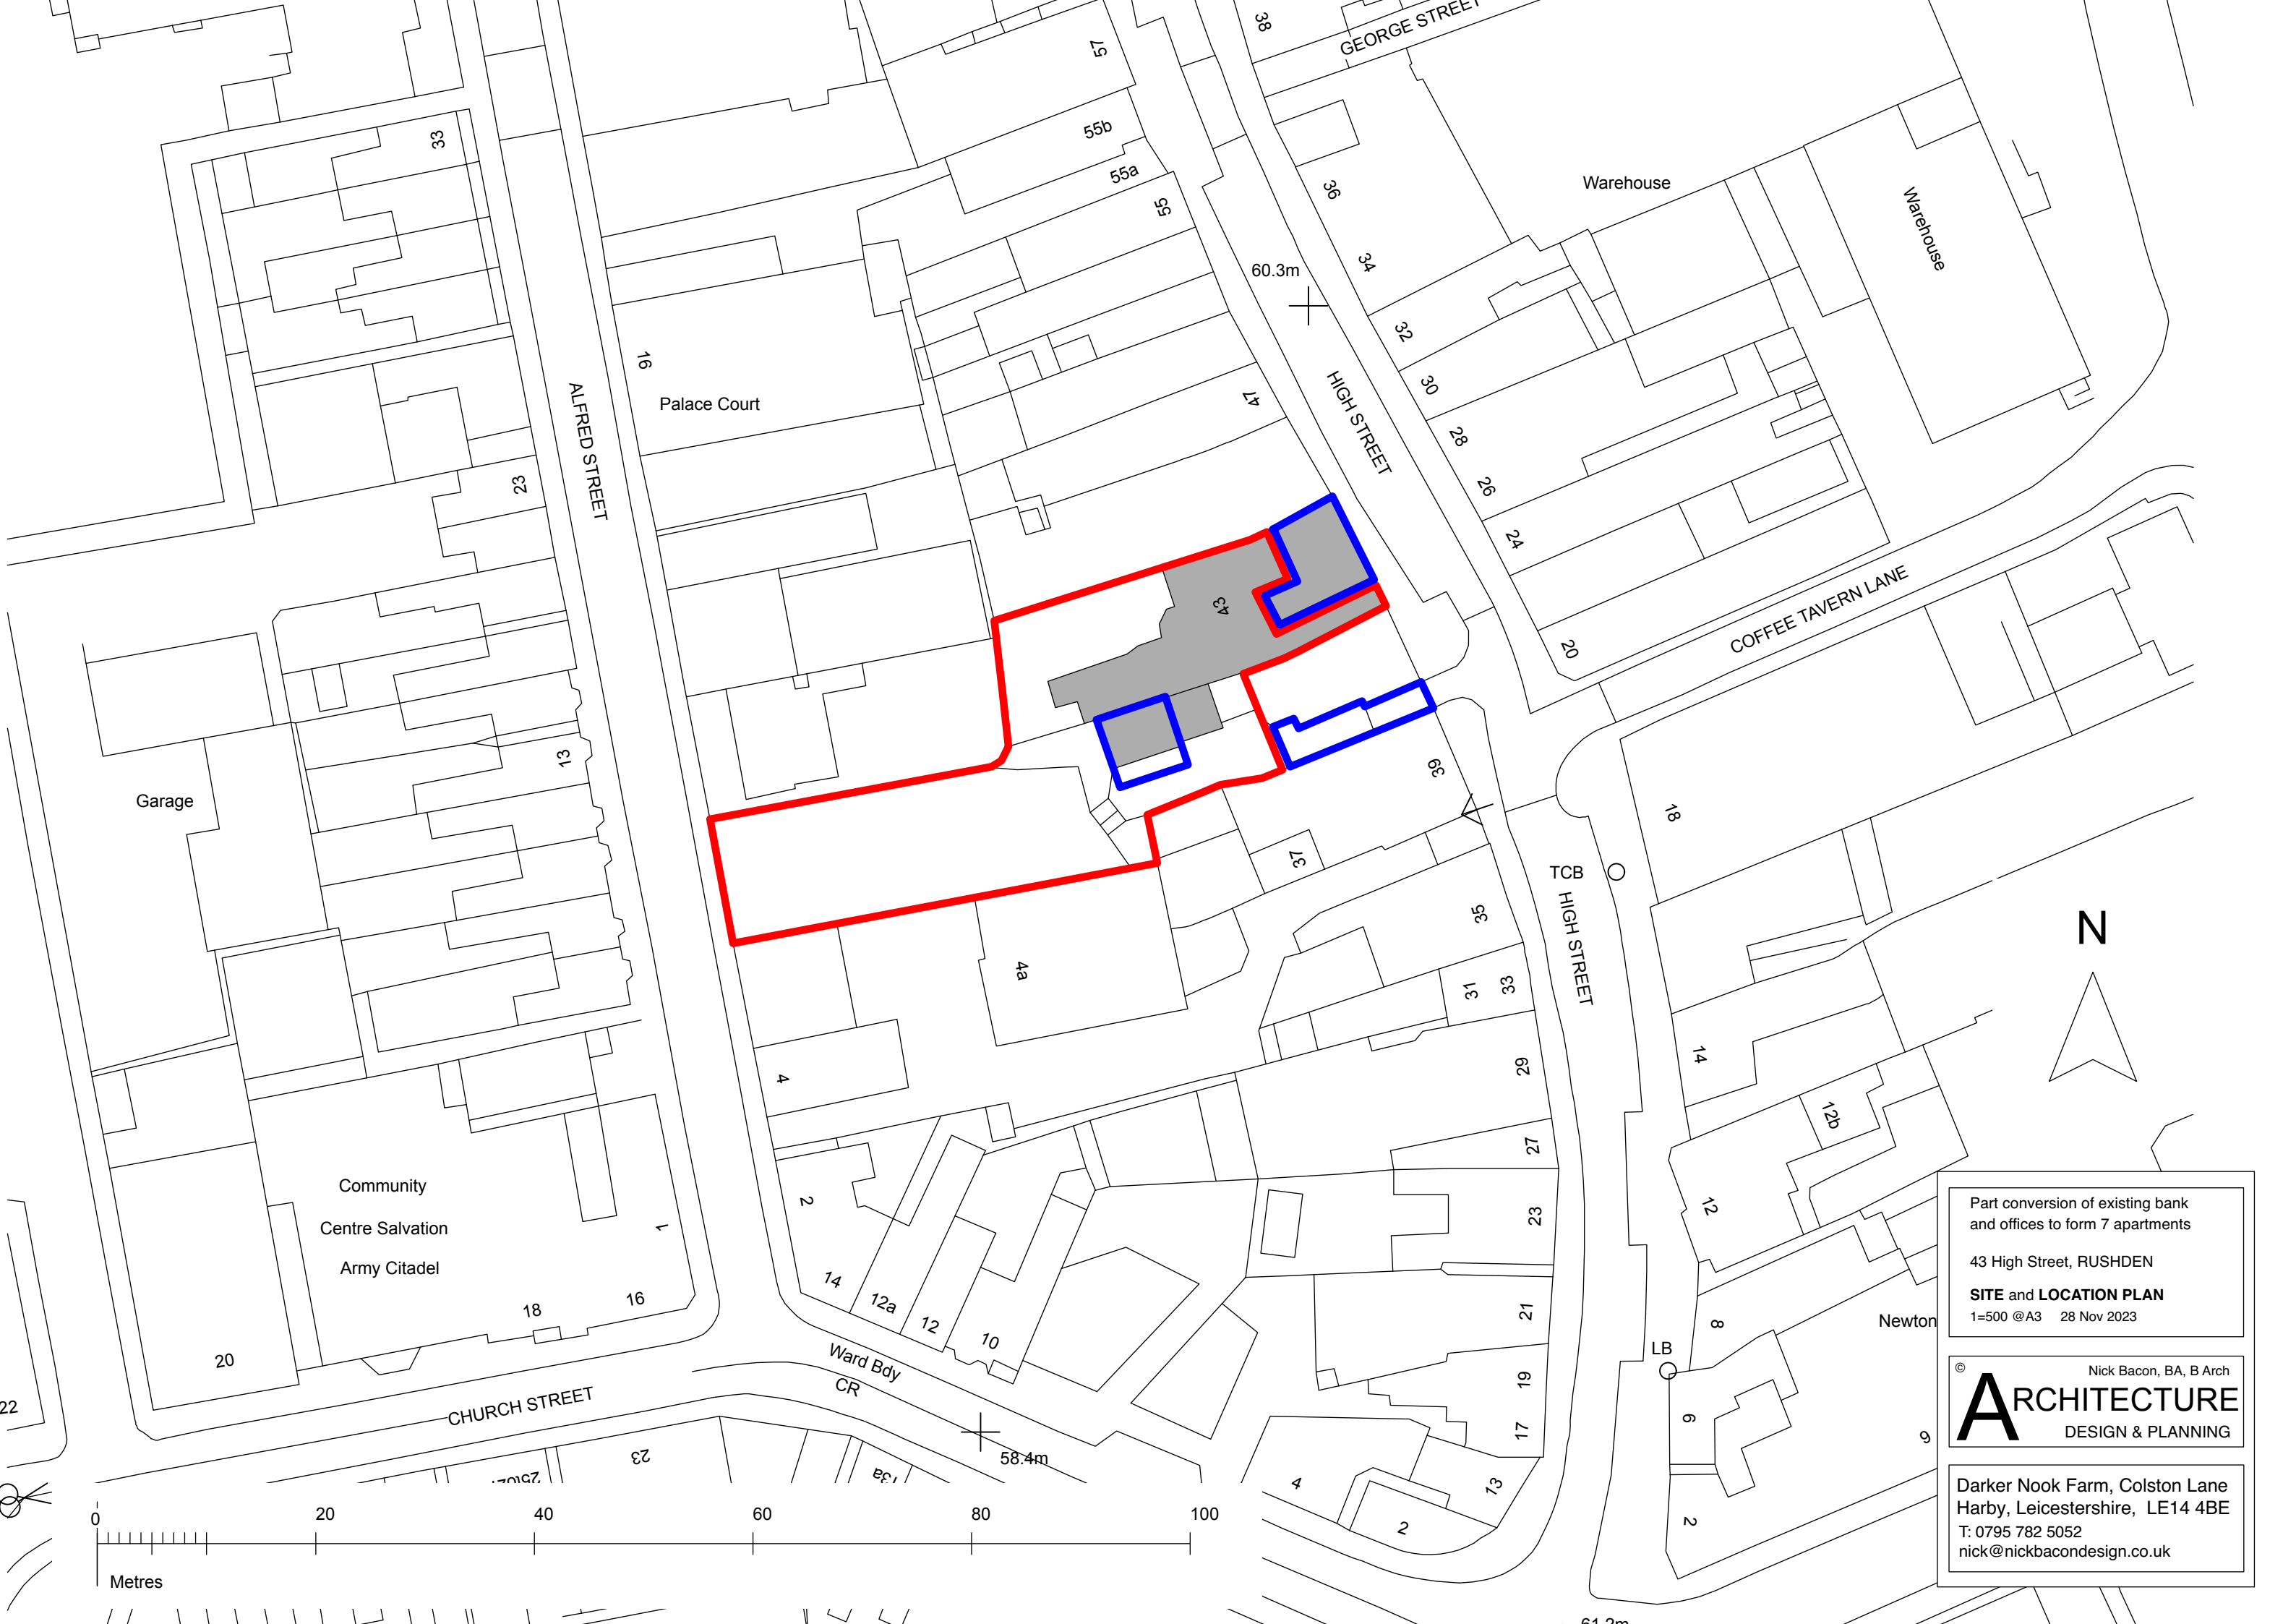 38
GEORGE STREET
57
33
55b
55a
55
36
Warehouse
Warehouse
34
60.3m
32
30
16
Palace Court
ALFRED STREET
47
HIGH STREET
28
26
23
24
43
20
COFFEE TAVERN LANE
13
Garage
39
18
37
TCB
HIGH STREET
35
4a
31
33
N
14
4
29
12b
27
Community
Centre Salvation
Army Citadel
2
1
12
23
14
12a
12
10
18
16
20
21
8
Newton
LB
Ward Bdy
CR
19
22
CHURCH STREET
17
6
9
23
58.4m
13a
4
13
2
2
0
20
40
60
80
100
Metres
Part conversion of existing bank
and offices to form 7 apartments
43 High Street, RUSHDEN
SITE and LOCATION PLAN
1=500 @A3 28 Nov 2023
©
Nick Bacon, BA, B Arch
ARCHITECTURE
DESIGN & PLANNING
Darker Nook Farm, Colston Lane
Harby, Leicestershire, LE14 4BE
T: 0795 782 5052
nick@nickbacondesign.co.uk
61.2m